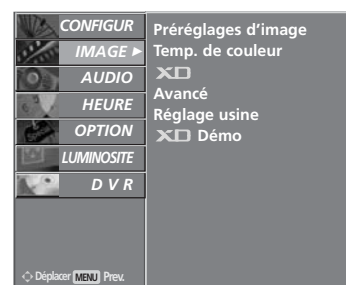 CONFIGUR
IMAGE
AUDIO
HEURE
OPTION
LUMINOSITE
D V R
Préréglages d'image
Temp. de couleur
XD
Avancé
Réglage usine
XD Démo
Déplacer MENU Prev.